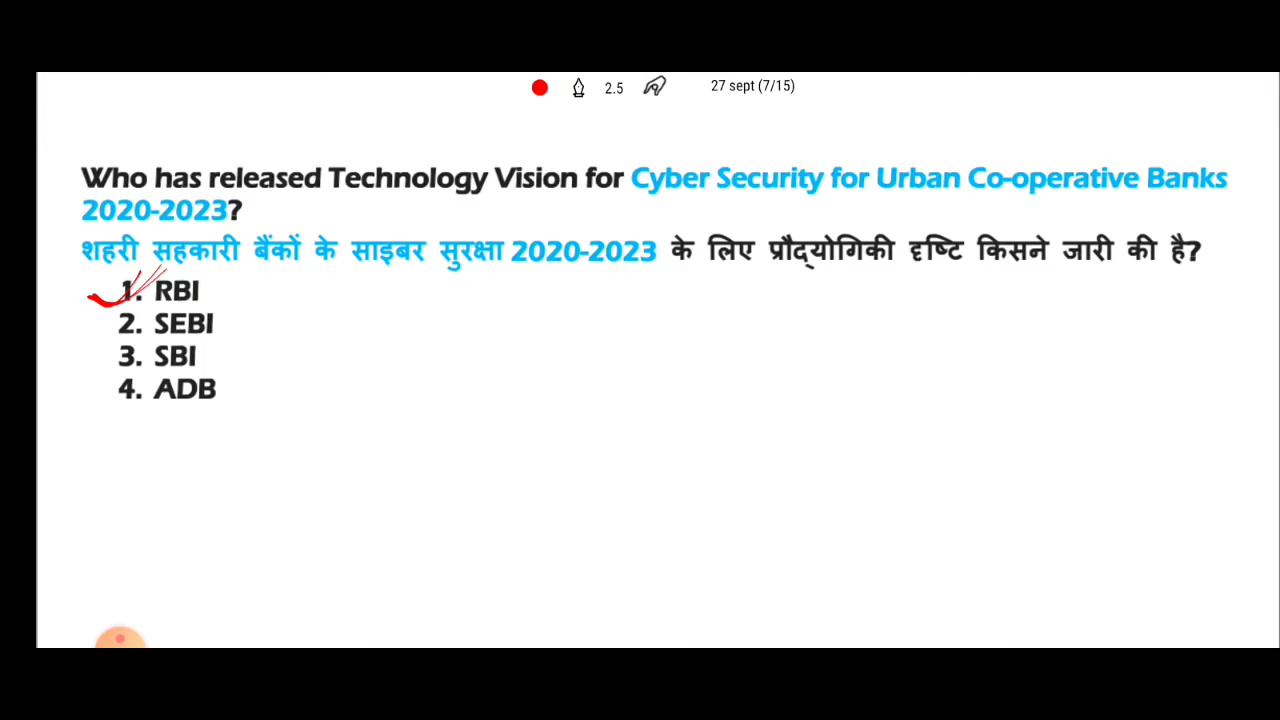 2.5 27 sept (7/15)
Who has released Technology Vision for Cyber Security for Urban Co-operative Banks
2020-2023?
शहरी सहकारी बैंकों के साइबर सुरक्षा 2020-2023 के लिए प्रौद्योगिकी दृष्टि किसने जारी की है?
1. RBI
2. SEBI
3. SBI
4. ADB